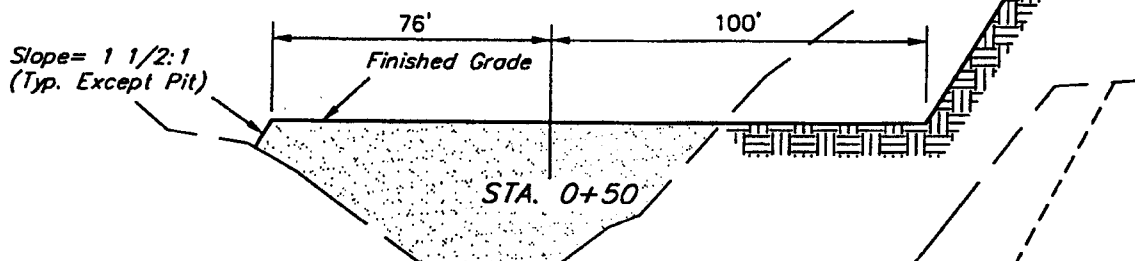 76'
100'
Slope= 1 1/2:1
(Typ. Except Pit)
Finished Grade
STA. 0+50